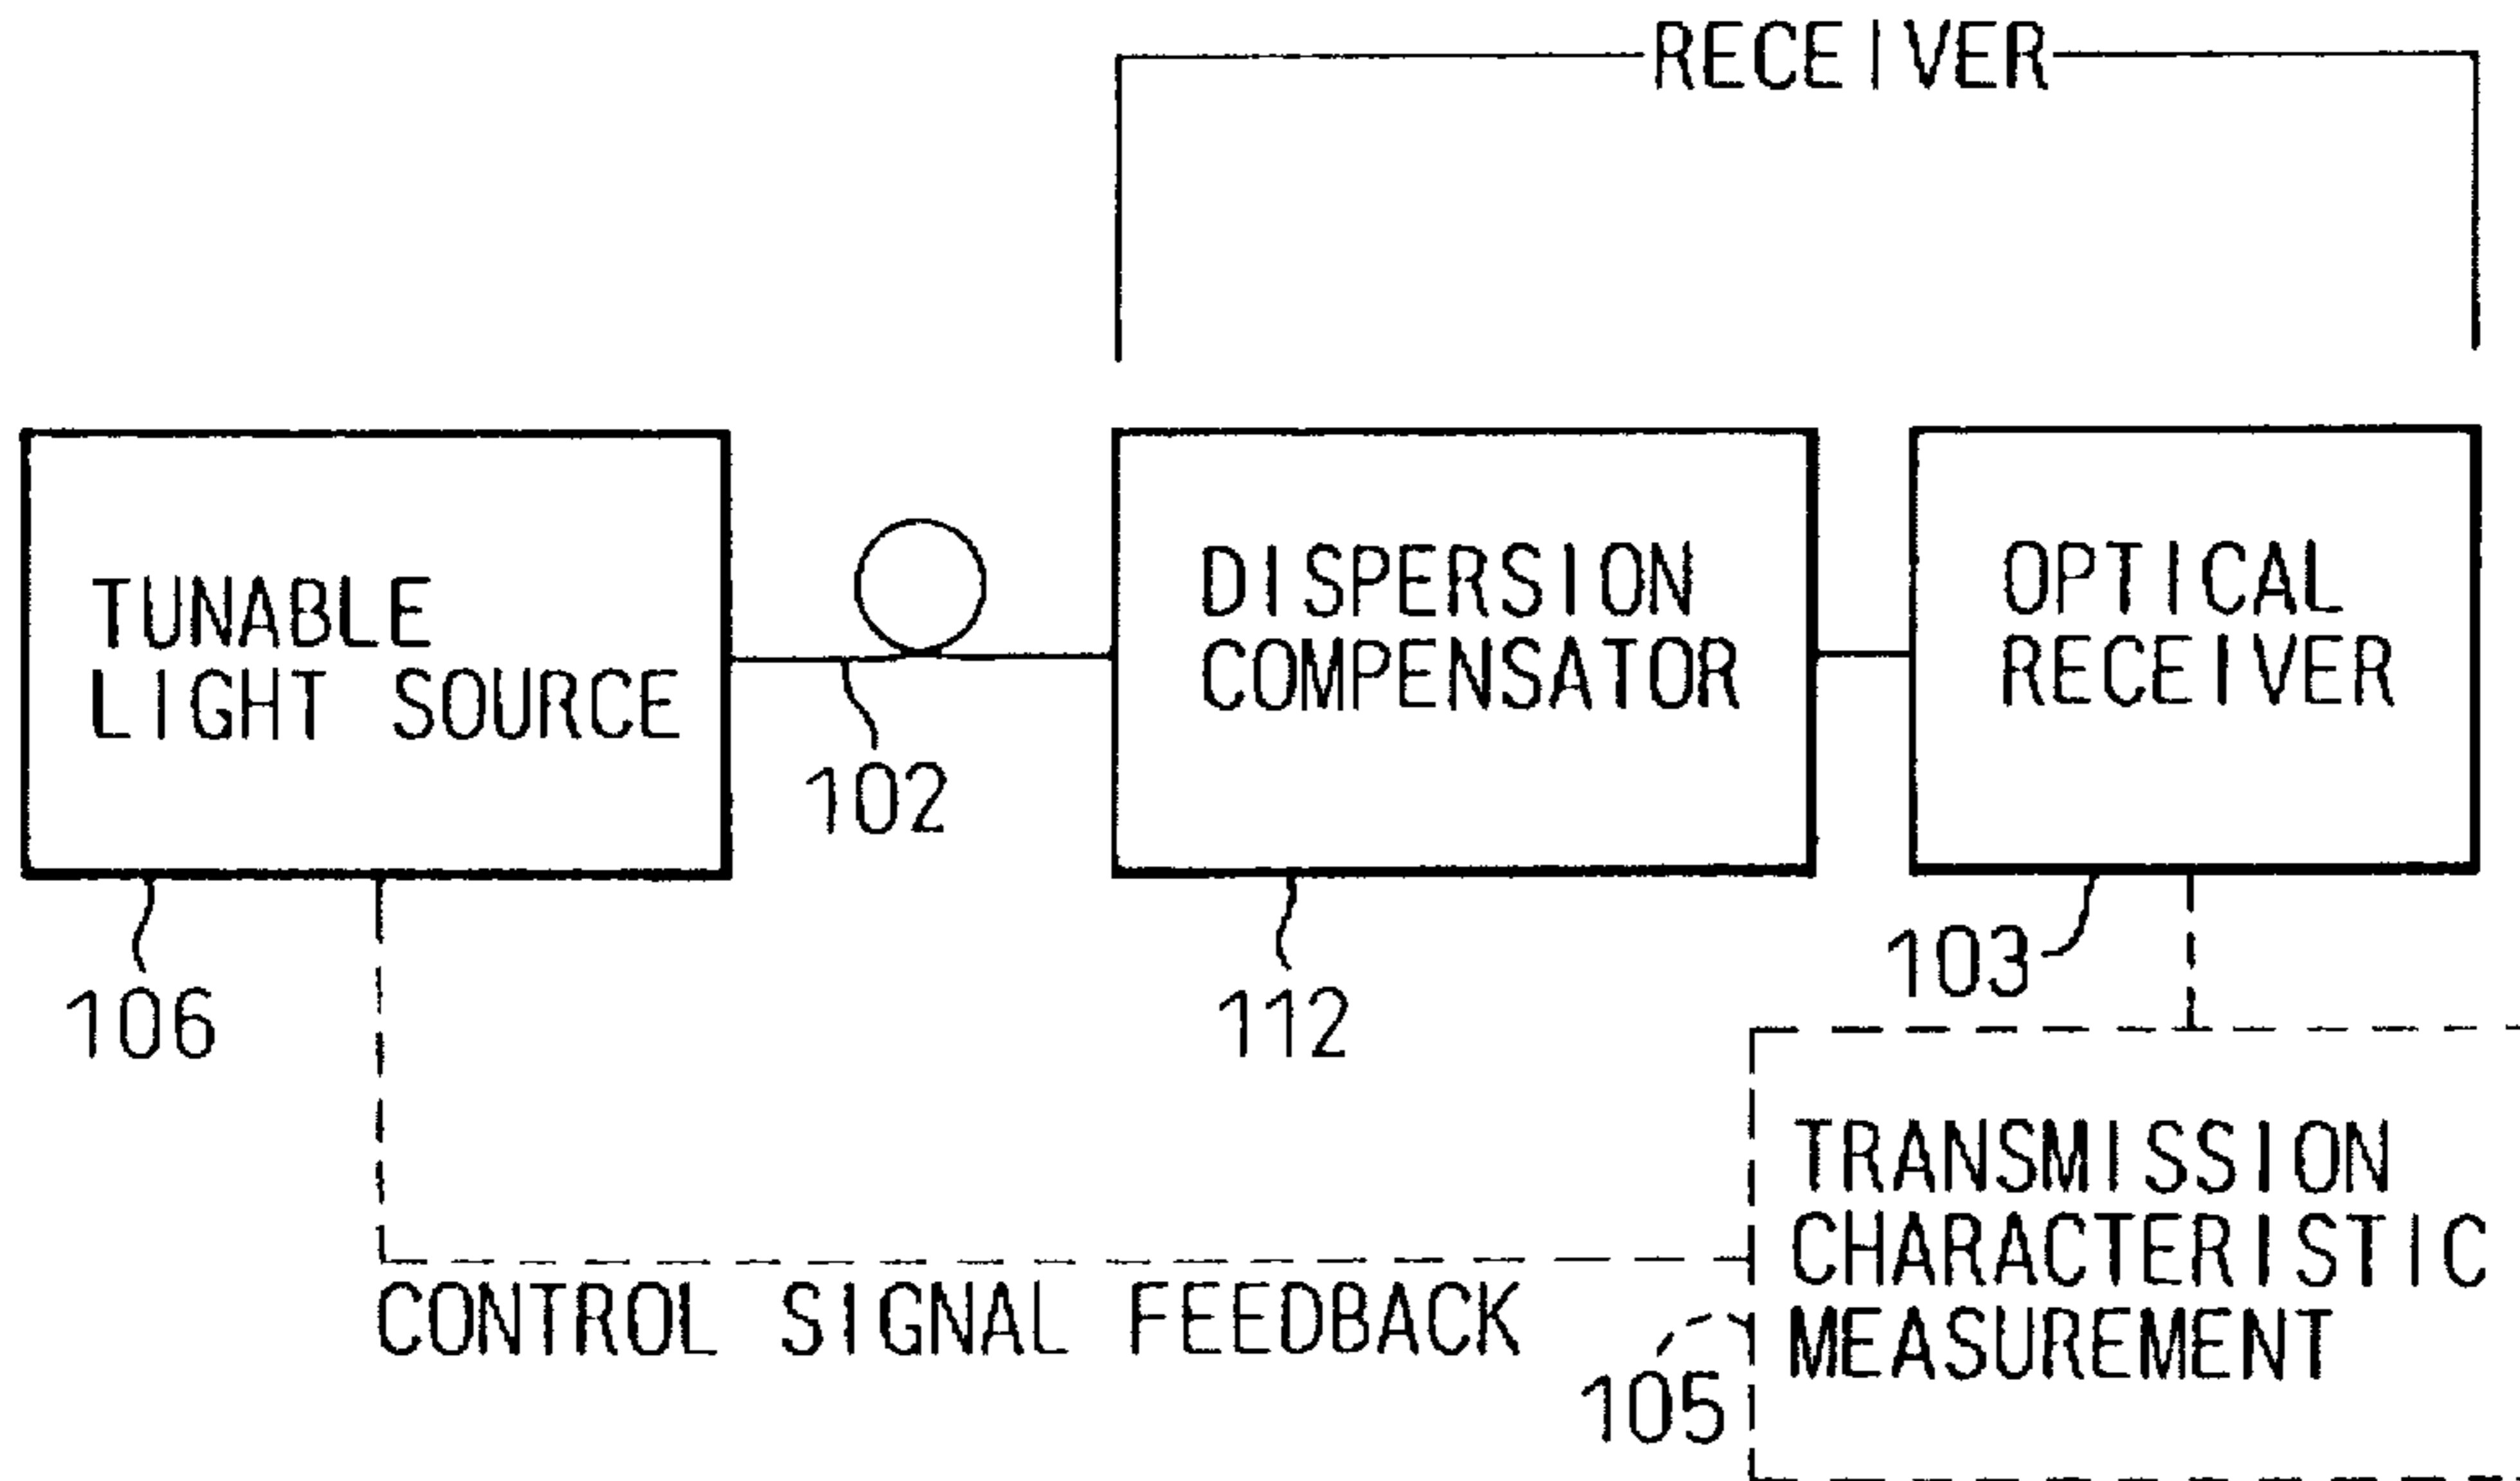 RECEIVER
TUNABLE
LIGHT SOURCE
102
DISPERSION
COMPENSATOR
OPTICAL
RECEIVER
106
112
103
TRANSMISSION
CHARACTERISTIC
MEASUREMENT
CONTROL SIGNAL FEEDBACK
105